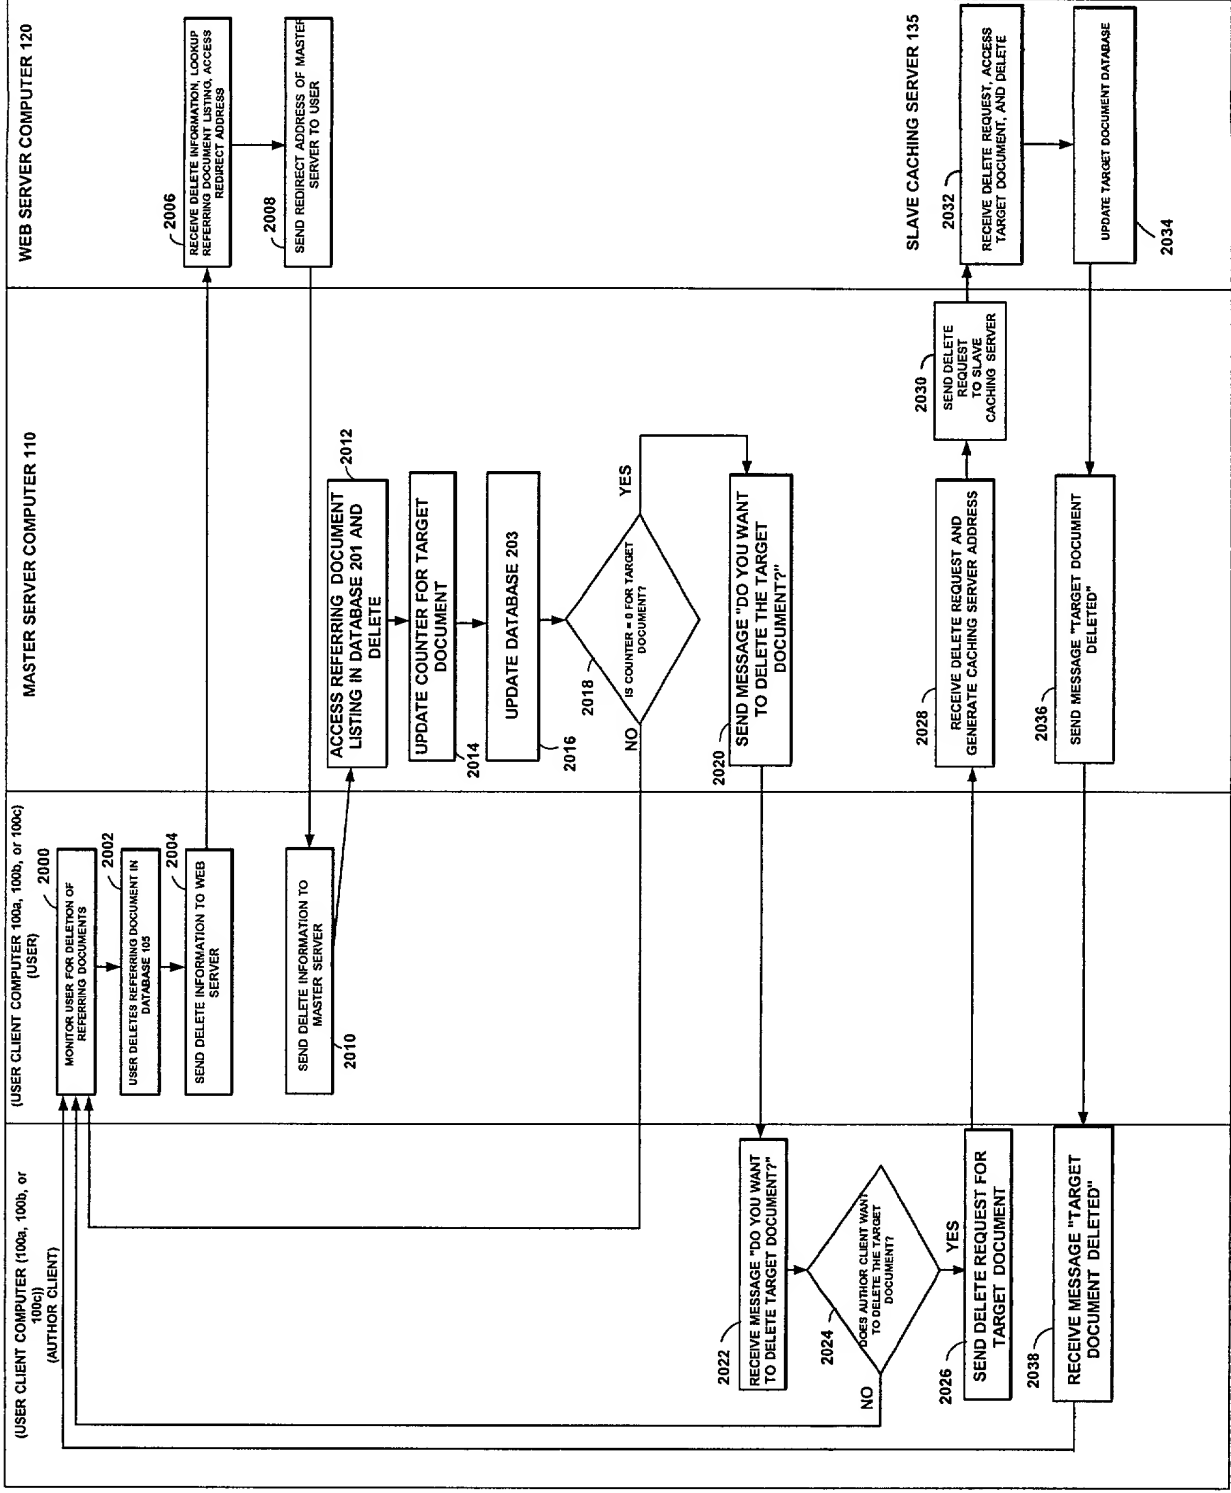 (USER CLIENT COMPUTER (100a, 100b, or
100c))
(AUTHOR CLIENT)
(USER CLIENT COMPUTER 100a, 100b, or 100c)
(USER)
MASTER SERVER COMPUTER 110
WEB SERVER COMPUTER 120
2000
MONITOR USER FOR DELETION OF
REFERRING DOCUMENTS
2002
USER DELETES REFERRING DOCUMENT IN
DATABASE 105
2004
SEND DELETE INFORMATION TO WEB
SERVER
2006
RECEIVE DELETE INFORMATION, LOOKUP
REFERRING DOCUMENT LISTING, ACCESS
REDIRECT ADDRESS
2008
SEND REDIRECT ADDRESS OF MASTER
SERVER TO USER
SEND DELETE INFORMATION TO
MASTER SERVER
2010
2012
ACCESS REFERRING DOCUMENT
LISTING IN DATABASE 201 AND
DELETE
UPDATE COUNTER FOR TARGET
DOCUMENT
2014
UPDATE DATABASE 203
2016
2018
IS COUNTER = 0 FOR TARGET
DOCUMENT?
NO
YES
2020
SEND MESSAGE "DO YOU WANT
TO DELETE THE TARGET
DOCUMENT?"
2022
RECEIVE MESSAGE "DO YOU WANT
TO DELETE TARGET DOCUMENT?"
2024
DOES AUTHOR CLIENT WANT
TO DELETE THE TARGET
DOCUMENT?
NO
YES
2026
SEND DELETE REQUEST FOR
TARGET DOCUMENT
2028
RECEIVE DELETE REQUEST AND
GENERATE CACHING SERVER ADDRESS
2030
SEND DELETE
REQUEST
TO SLAVE
CACHING SERVER
SLAVE CACHING SERVER 135
2032
RECEIVE DELETE REQUEST, ACCESS
TARGET DOCUMENT, AND DELETE
UPDATE TARGET DOCUMENT DATABASE
2034
2036
SEND MESSAGE "TARGET DOCUMENT
DELETED"
2038
RECEIVE MESSAGE "TARGET
DOCUMENT DELETED"